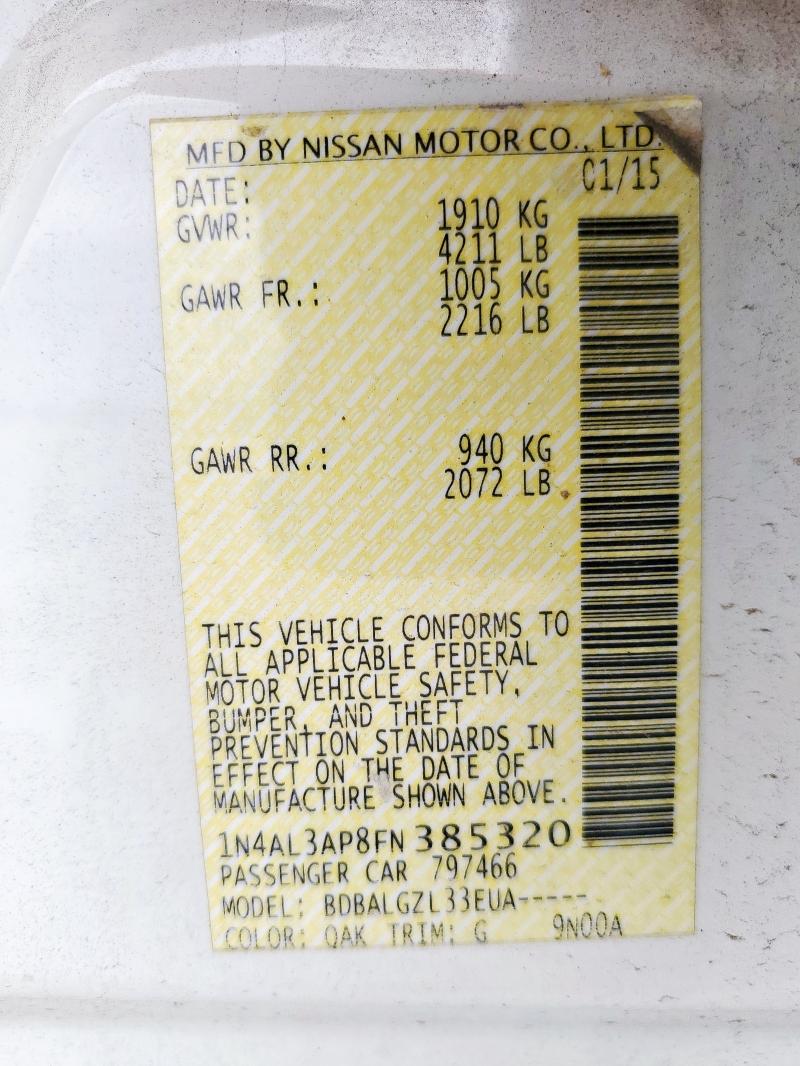 MFD BY NISSAN MOTOR CO., LTD.
DATE: 01/15
GVWR: 1910 KG
4211 LB
GAWR FR.: 1005 KG
2216 LB
GAWR RR.: 940 KG
2072 LB
THIS VEHICLE CONFORMS TO
ALL APPLICABLE FEDERAL
MOTOR VEHICLE SAFETY,
BUMPER, AND THEFT
PREVENTION STANDARDS IN
EFFECT ON THE DATE OF
MANUFACTURE SHOWN ABOVE.
1N4AL3AP8FN 385320
PASSENGER CAR 797466
MODEL: BDBALGZL33EUA-----
COLOR: QAK TRIM: G 9N00A